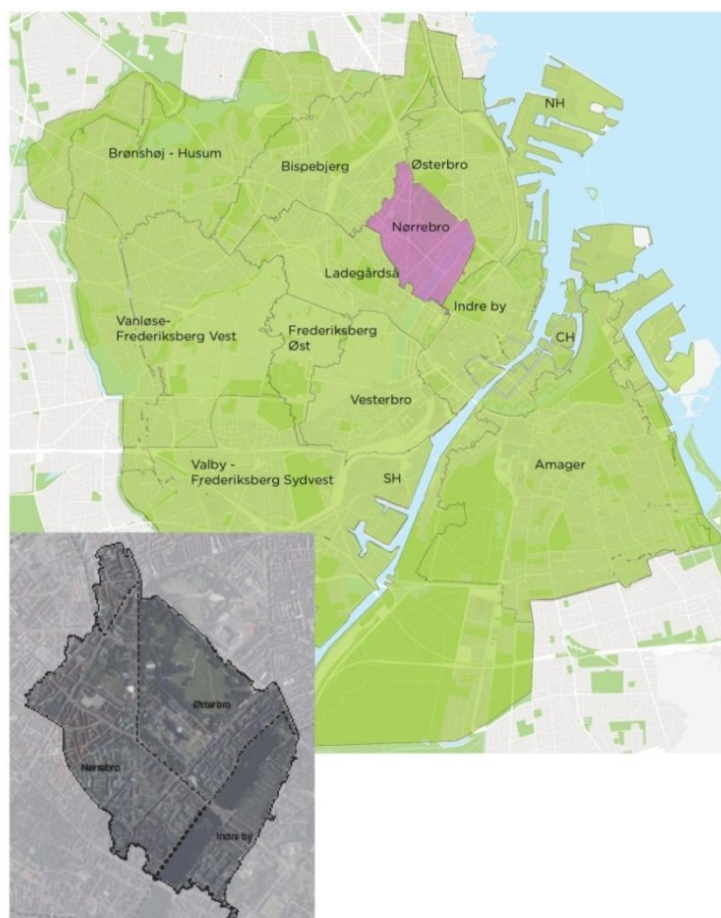 NH
Brønshøj - Husum
Bispebjerg
Østerbro
Nørrebro
Ladegårdså
Indre by
Vanløse-
Frederiksberg Vest
Frederiksberg
Øst
CH
Vesterbro
Valby -
Frederiksberg Sydvest
SH
Amager
Østerbro
Nørrebro
Indre by